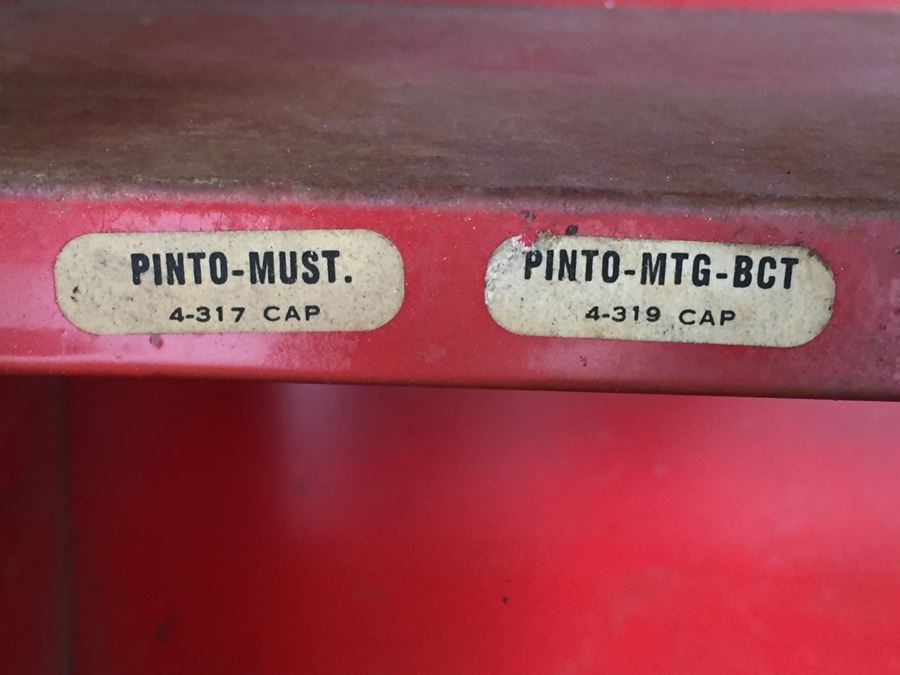 PINTO-MUST.
4-317 CAP
PINTO-MTG-BCT
4-319 CAP